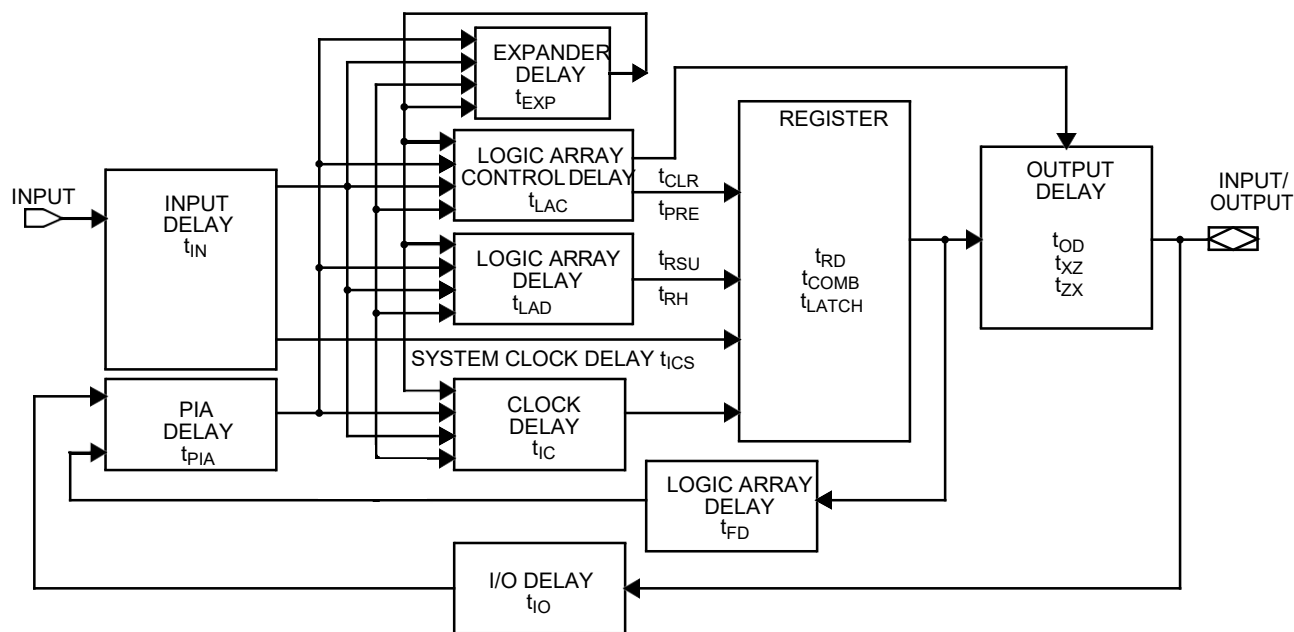 EXPANDER
DELAY
tEXP
REGISTER
LOGIC ARRAY
CONTROL DELAY
tLAC
tCLR
tPRE
OUTPUT
DELAY
tOD
tXZ
tZX
INPUT/
OUTPUT
INPUT
INPUT
DELAY
tIN
LOGIC ARRAY
DELAY
tLAD
tRSU
tRH
tRD
tCOMB
tLATCH
SYSTEM CLOCK DELAY tICS
PIA
DELAY
tPIA
CLOCK
DELAY
tIC
LOGIC ARRAY
DELAY
tFD
I/O DELAY
tIO